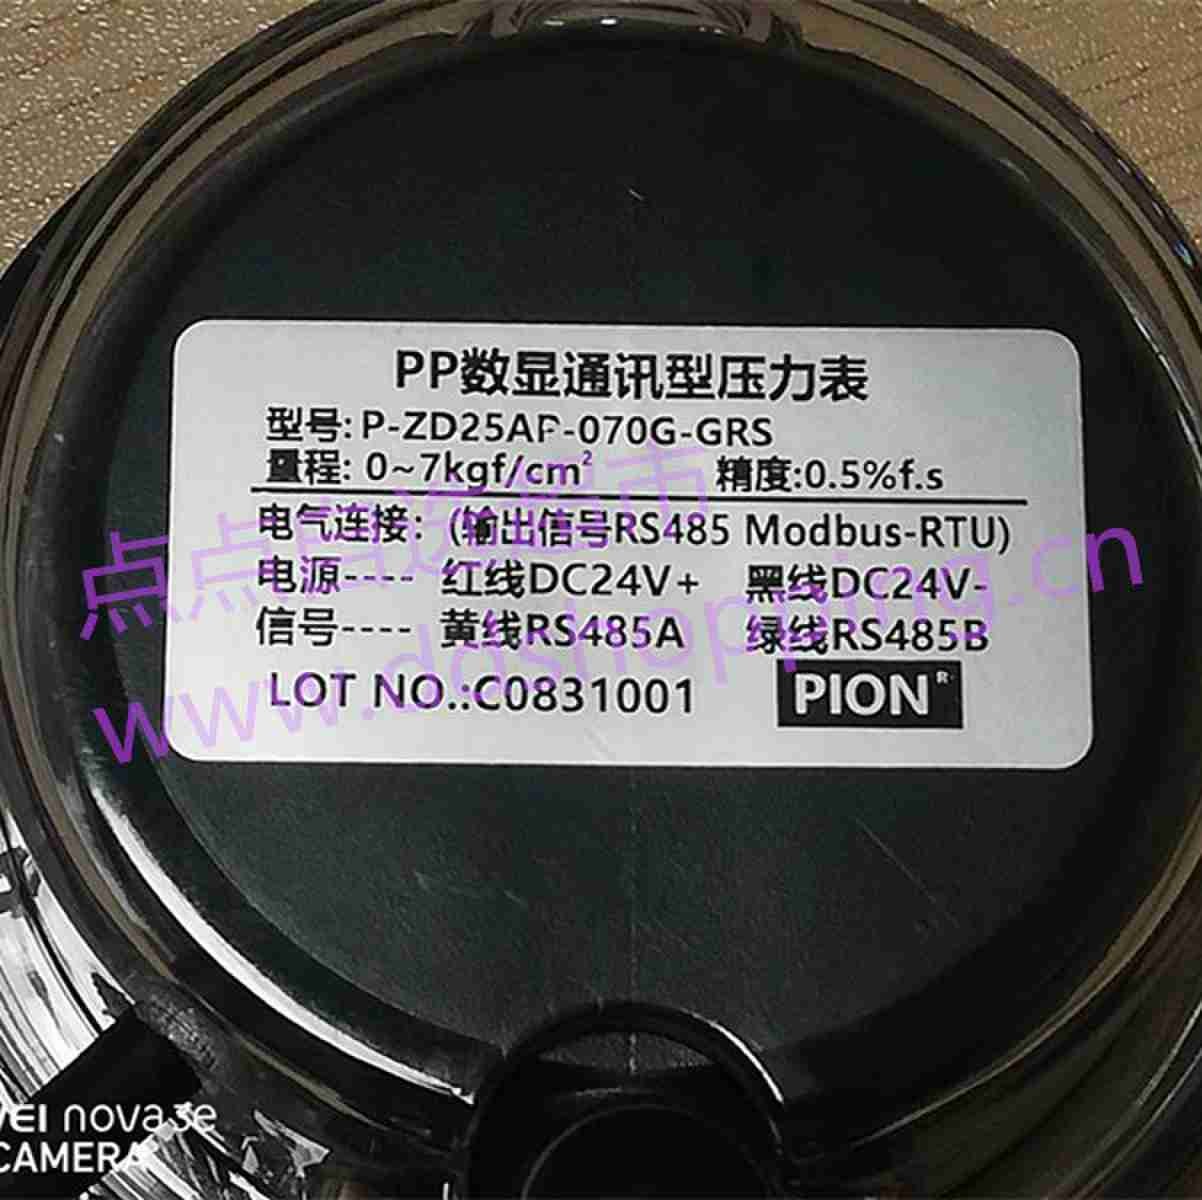 PP数显通讯型压力表
型号: P-ZD25AP-070G-GRS
量程: 0~7kgf/cm² 精度:0.5%f.s
电气连接: (输出信号RS485 Modbus-RTU)
电源---- 红线DC24V+ 黑线DC24V-
信号---- 黄线RS485A 绿线RS485B
LOT NO.:C0831001 PION R
www.ddshopping.cn
nova3e
CAMERA